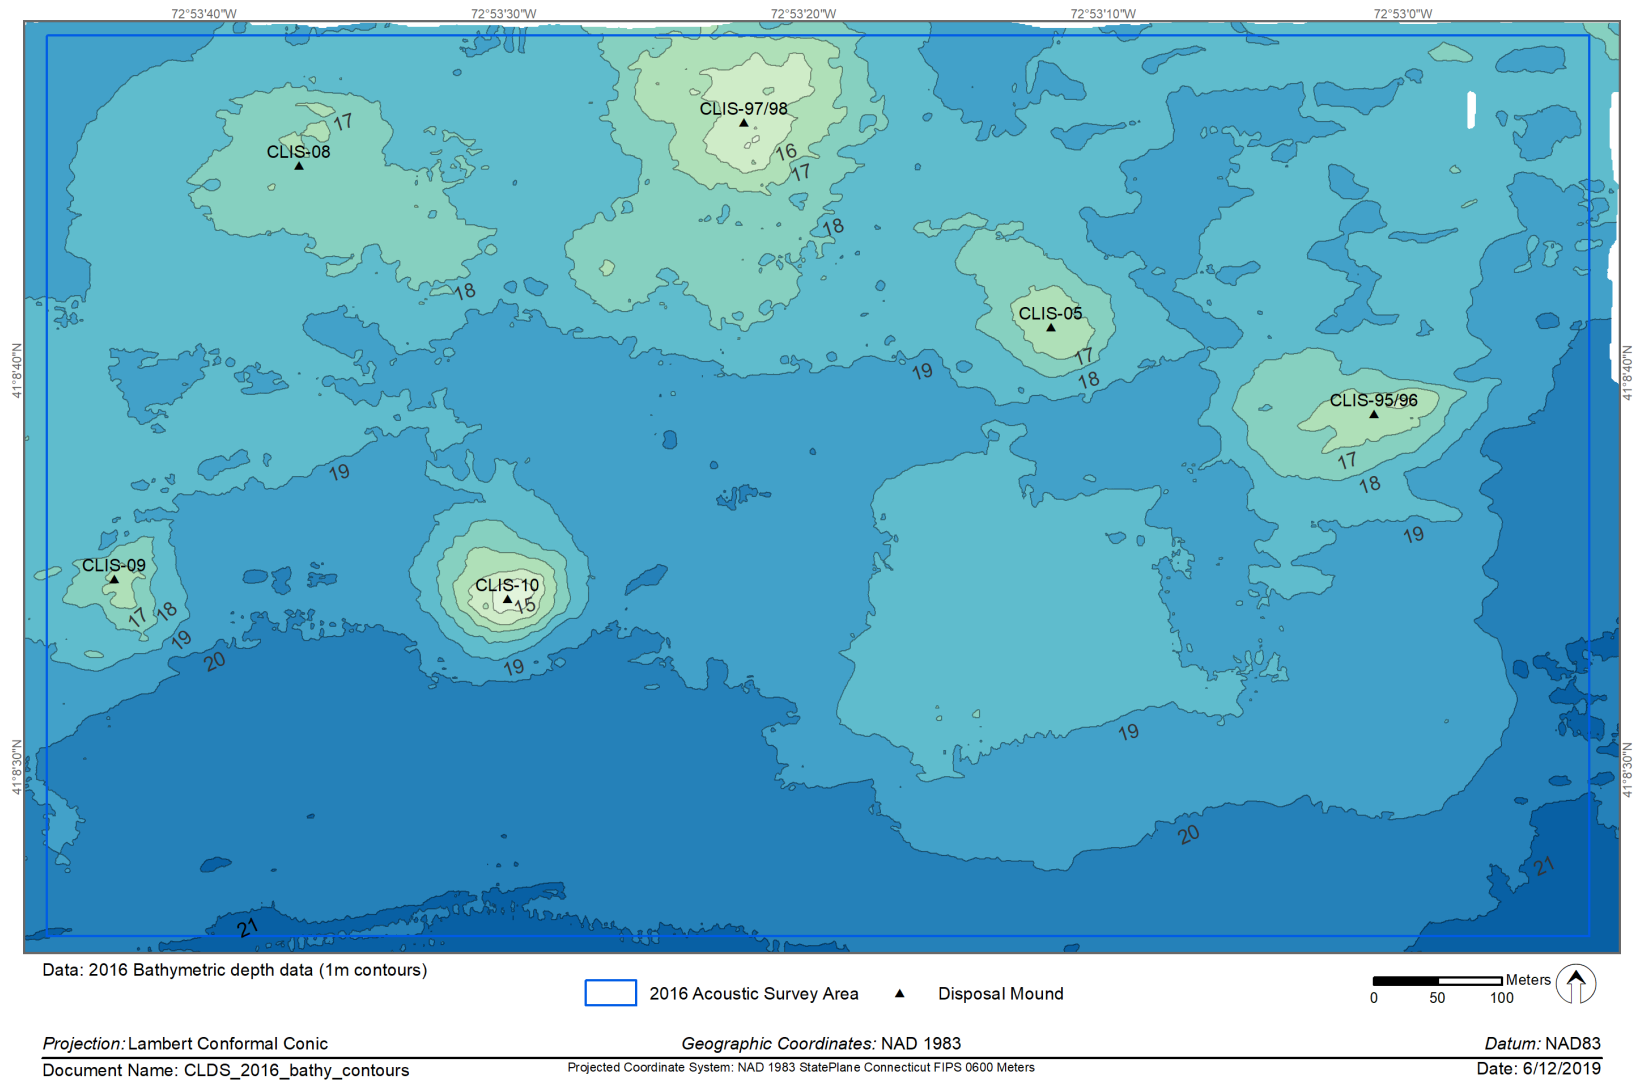 72°53'40"W 72°53'30"W 72°53'20"W 72°53'10"W 72°53'0"W
CLIS-97/98
17
CLIS-08
16
17
18
18
CLIS-05
17
41°8'40"N 41°8'40"N
19
18
CLIS-95/96
17
19
18
19
CLIS-09
CLIS-10
15
17 18
19
20
19
19
41°8'30"N 41°8'30"N
20
21
21
Data: 2016 Bathymetric depth data (1m contours)
2016 Acoustic Survey Area Disposal Mound
Meters
0 50 100
Projection: Lambert Conformal Conic Geographic Coordinates: NAD 1983 Datum: NAD83
Document Name: CLDS_2016_bathy_contours Projected Coordinate System: NAD 1983 StatePlane Connecticut FIPS 0600 Meters Date: 6/12/2019